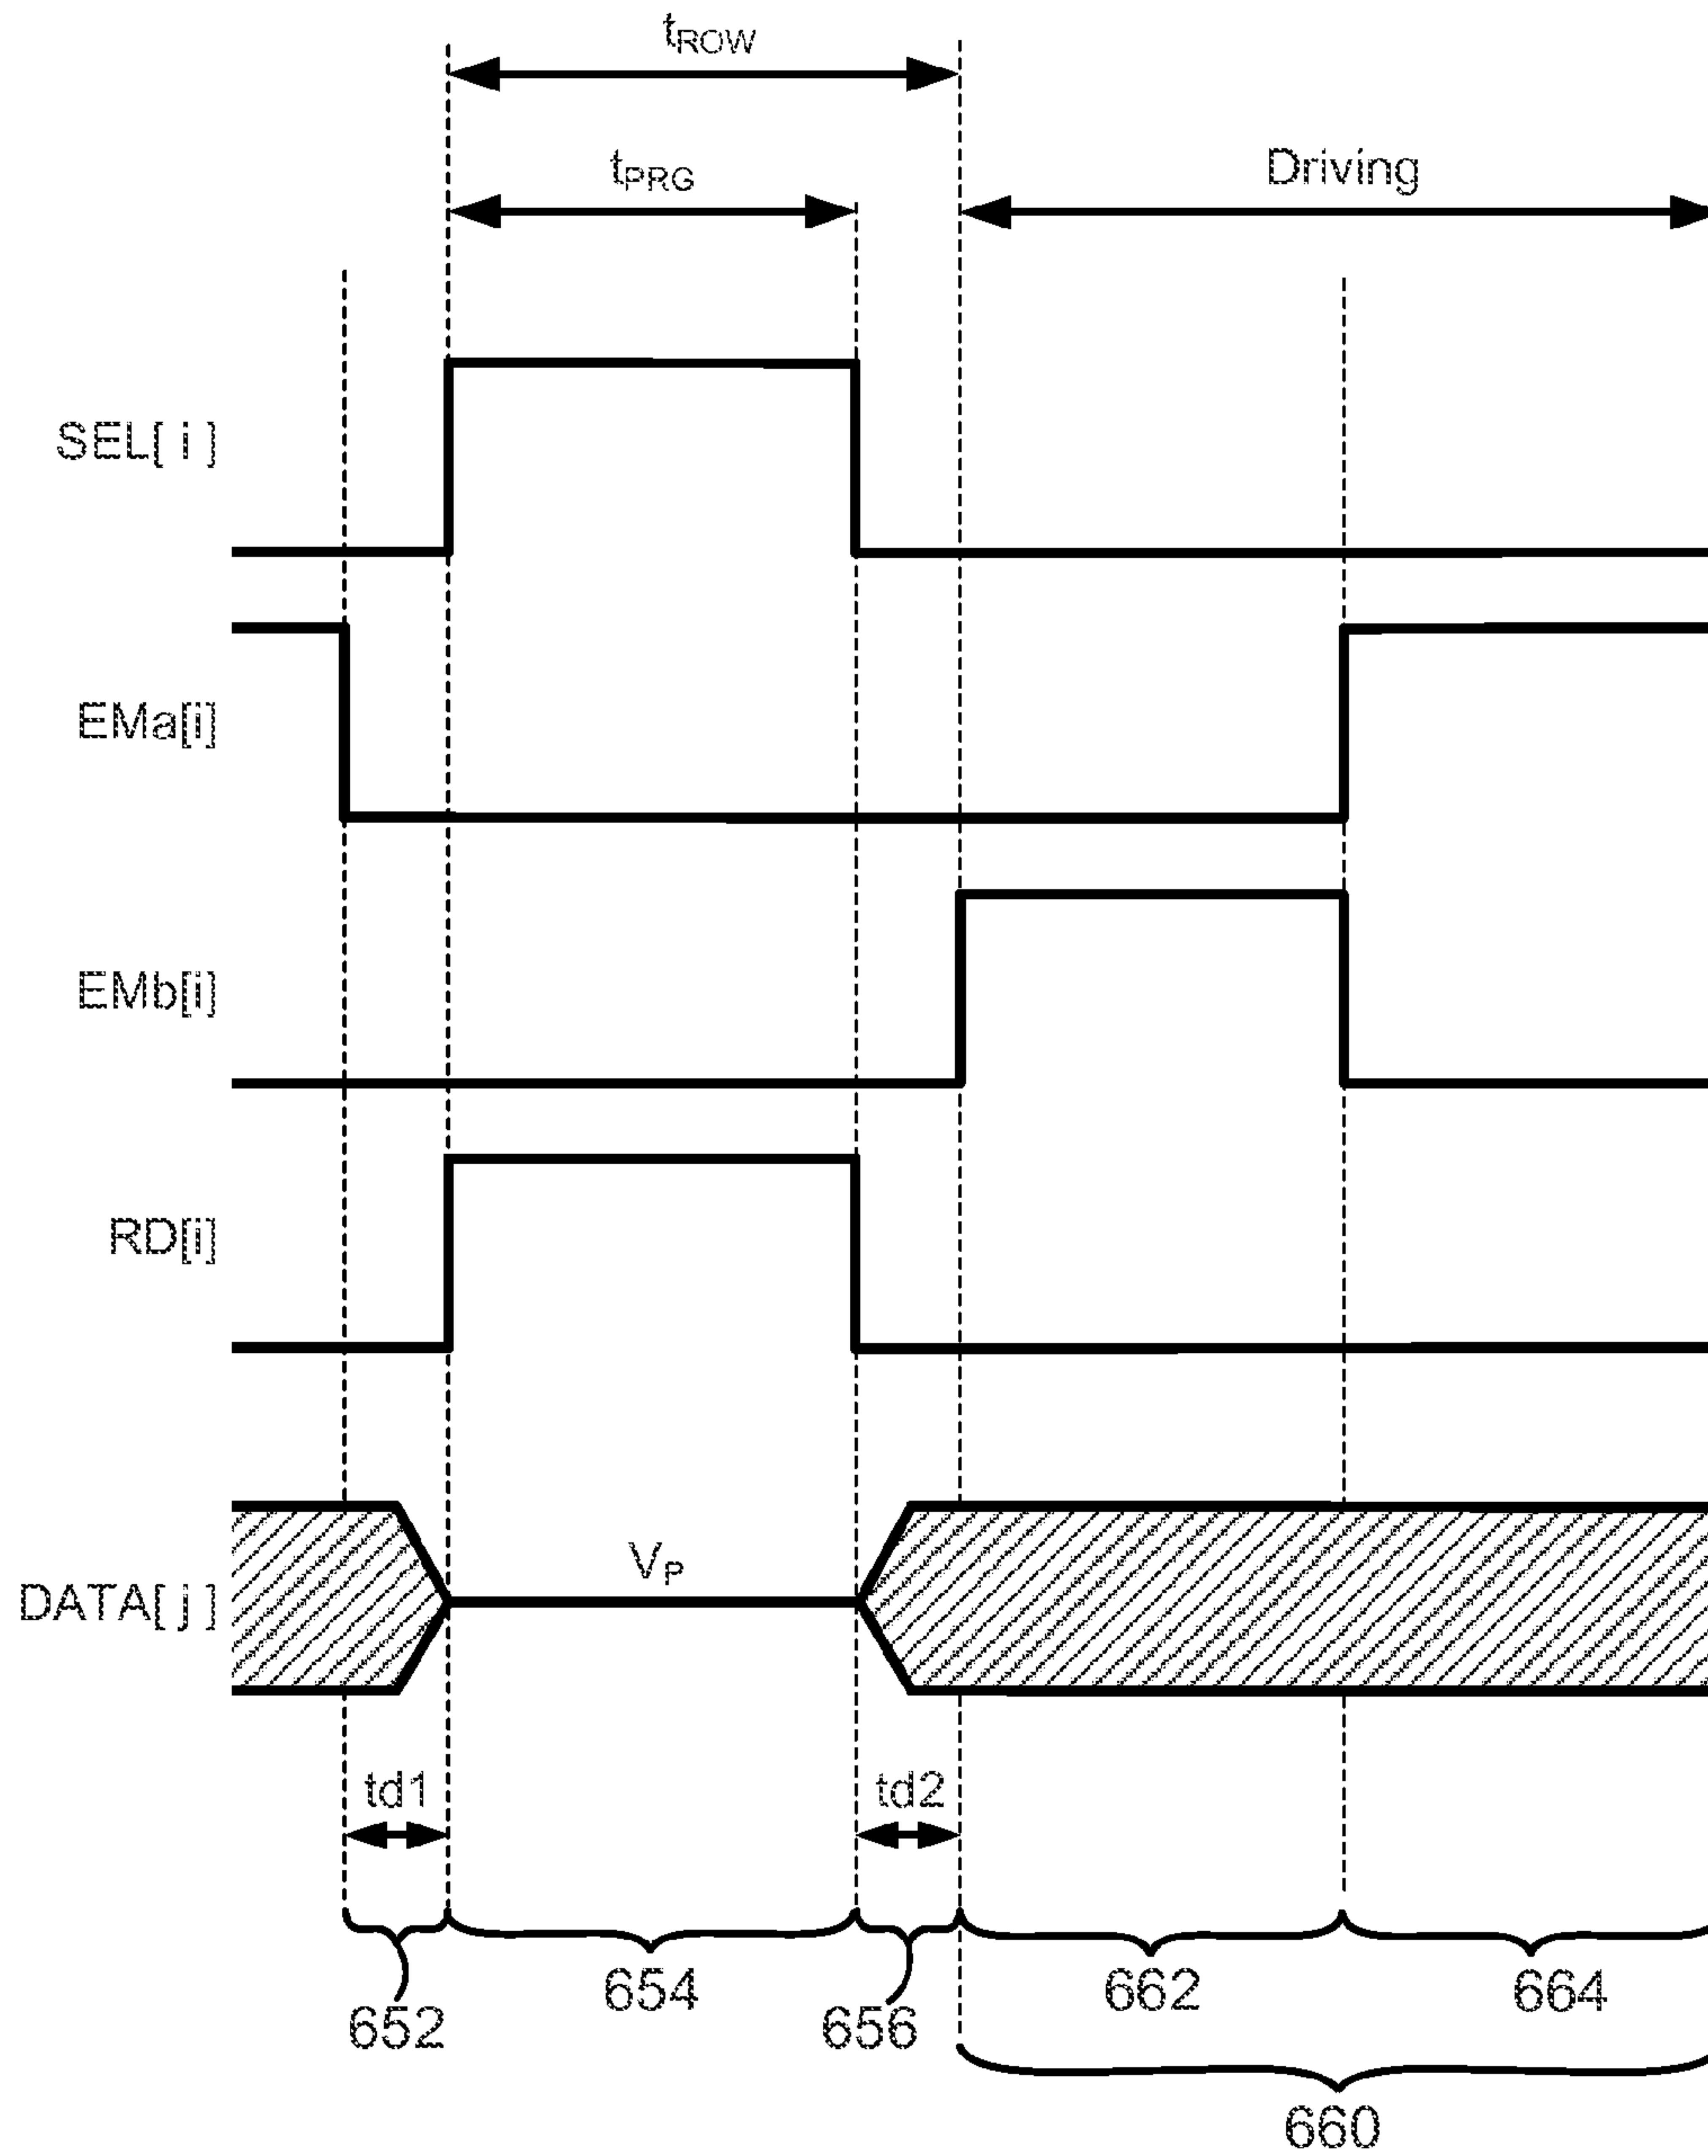 tROW
tPRG
Driving
SEL[ i ]
EMa[i]
EMb[i]
RD[i]
VP
DATA[ j ]
td1
td2
652
654
656
662
664
660